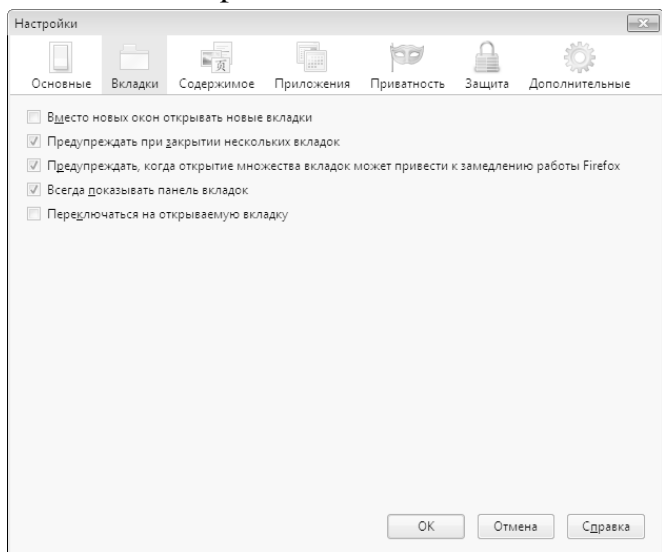 Настройки
Основные Вкладки Содержимое Приложения Приватность Защита Дополнительные
Вместо новых окон открывать новые вкладки
Предупреждать при закрытии нескольких вкладок
Предупреждать, когда открытие множества вкладок может привести к замедлению работы Firefox
Всегда показывать панель вкладок
Переключаться на открываемую вкладку
OK Отмена Справка